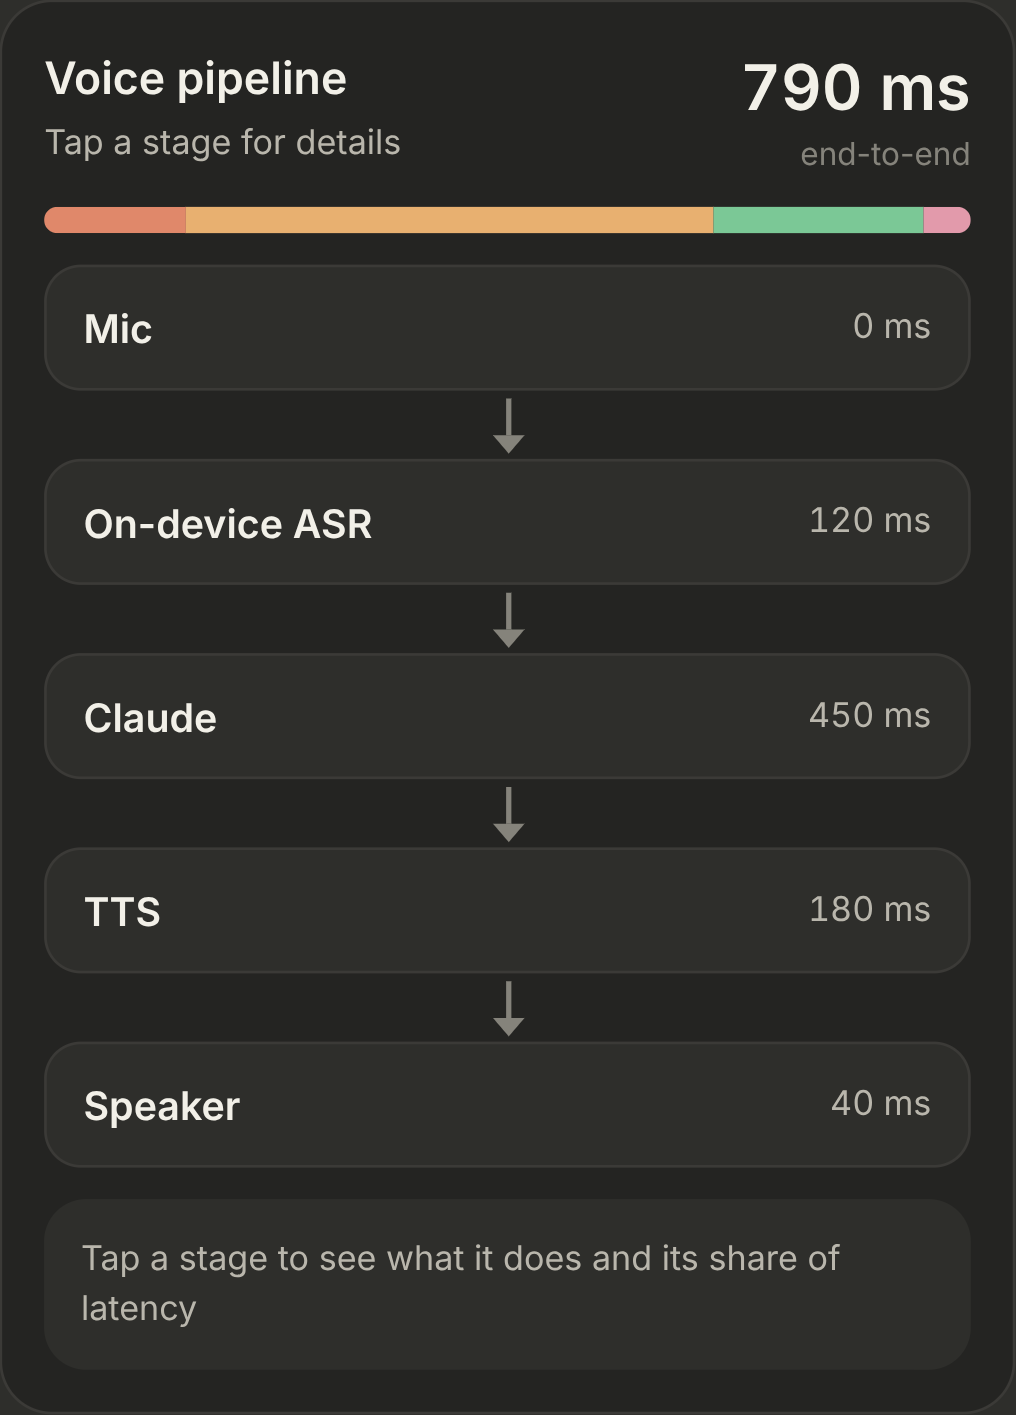 Voice pipeline
790 ms
Tap a stage for details
end-to-end
Mic
0 ms
On-device ASR
120 ms
Claude
450 ms
TTS
180 ms
Speaker
40 ms
Tap a stage to see what it does and its share of
latency